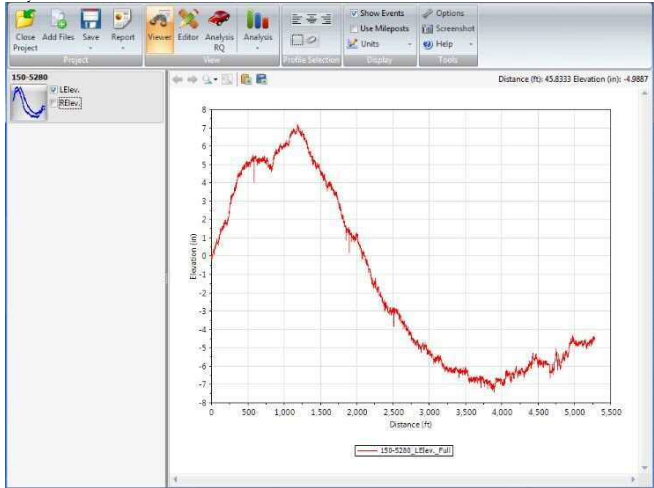 Close Project Add Files Save Report Viewer Editor Analysis RQ Analysis
Show Events
Use Mileposts
Units
Options
Screenshot
Help
Project View Profile Selection Display Tools
150-5280
LElev.
RElev.
Distance (ft): 45.8333 Elevation (in): -4.9887
8
7
6
5
4
3
2
1
0
-1
-2
-3
-4
-5
-6
-7
-8
Elevation (in)
0 500 1,000 1,500 2,000 2,500 3,000 3,500 4,000 4,500 5,000 5,500
Distance (ft)
150-5280_LElev._Full